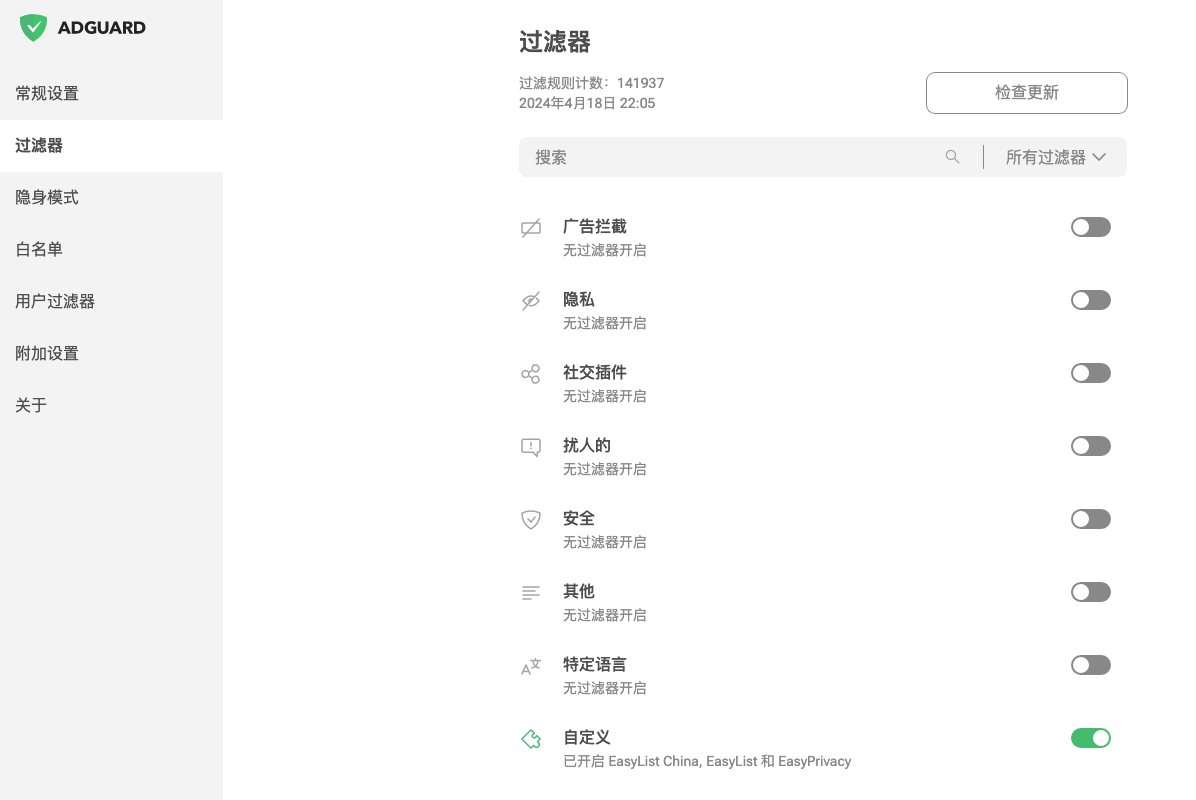 ADGUARD
常规设置
过滤器
隐身模式
白名单
用户过滤器
附加设置
关于
过滤器
过滤规则计数：141937
2024年4月18日 22:05
检查更新
搜索
所有过滤器
广告拦截
无过滤器开启
隐私
无过滤器开启
社交插件
无过滤器开启
扰人的
无过滤器开启
安全
无过滤器开启
其他
无过滤器开启
特定语言
无过滤器开启
自定义
已开启 EasyList China, EasyList 和 EasyPrivacy